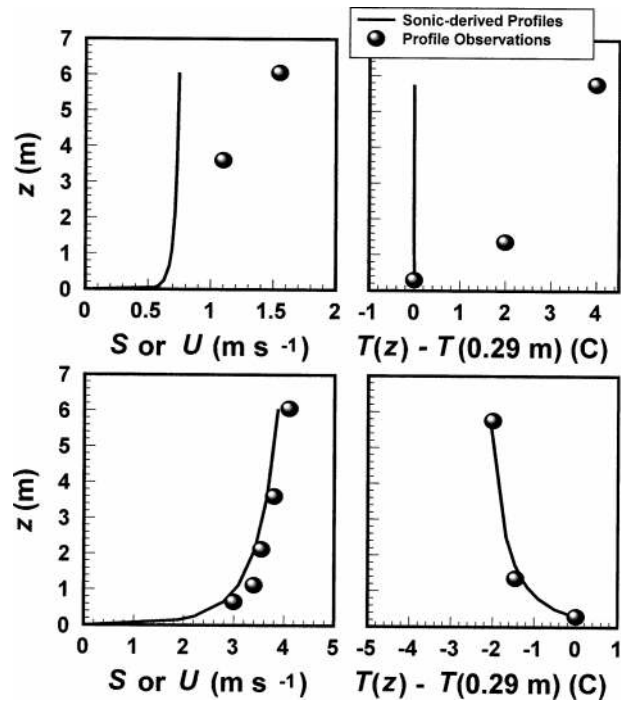 Sonic-derived Profiles
Profile Observations
7
6
5
4
3
2
1
0
z (m)
0 0.5 1 1.5 2
S or U (m s -1)
-1 0 1 2 3 4
T(z) - T(0.29 m) (C)
7
6
5
4
3
2
1
0
z (m)
0 1 2 3 4 5
S or U (m s -1)
-5 -4 -3 -2 -1 0 1
T(z) - T(0.29 m) (C)